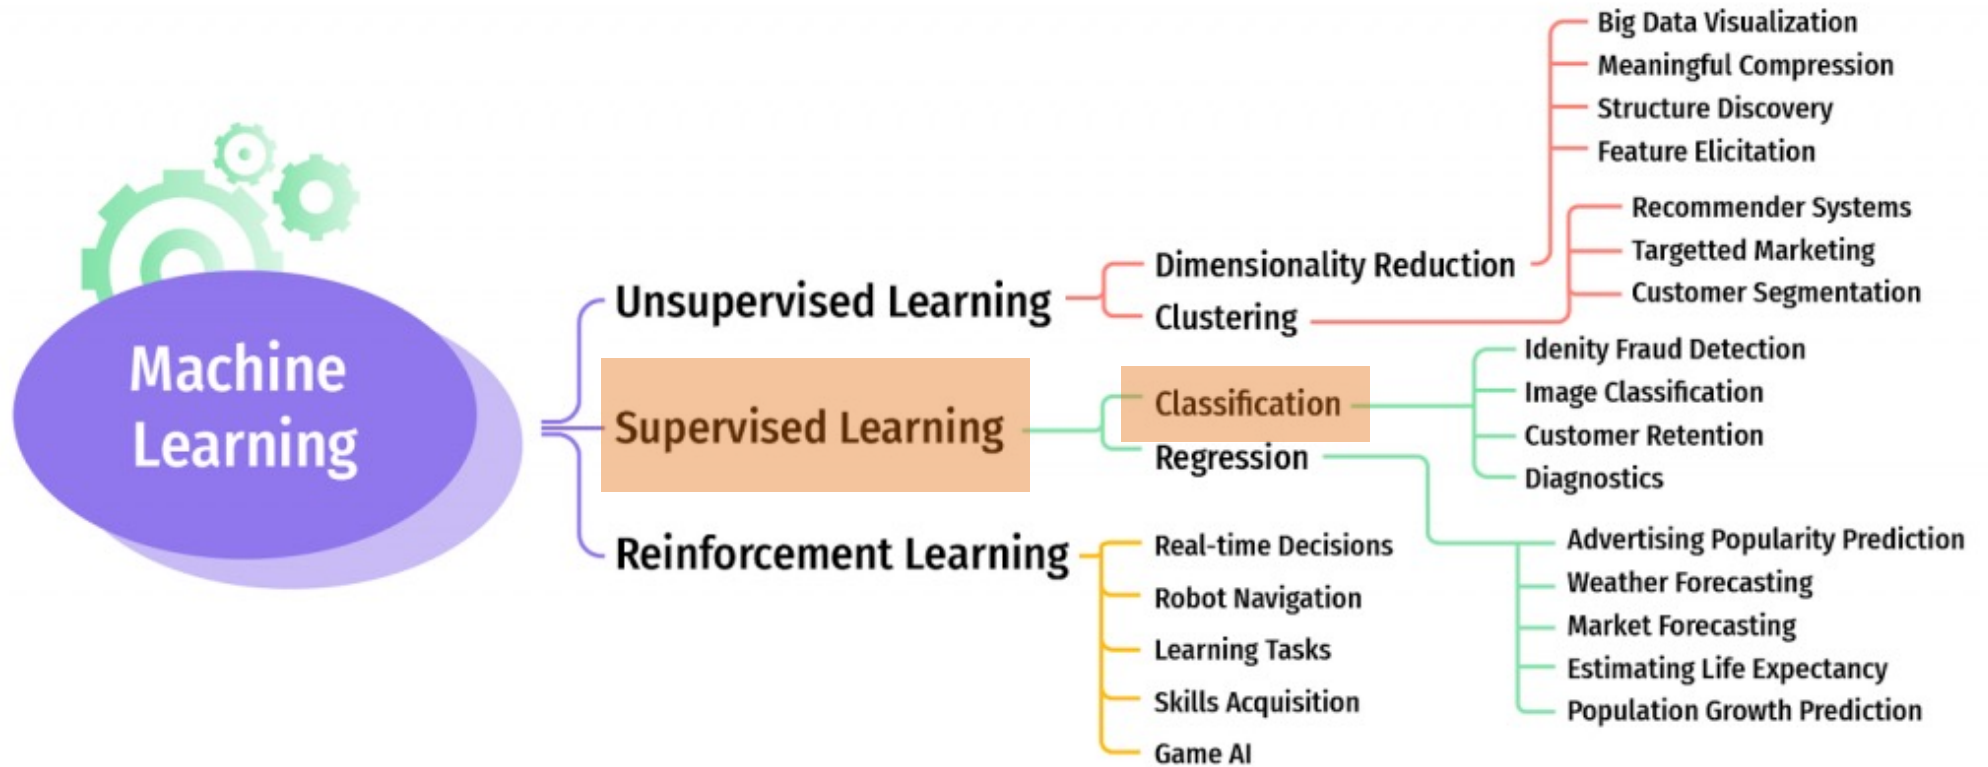 Machine
Learning
Unsupervised Learning
Dimensionality Reduction
Big Data Visualization
Meaningful Compression
Structure Discovery
Feature Elicitation
Clustering
Recommender Systems
Targetted Marketing
Customer Segmentation
Supervised Learning
Classification
Idenity Fraud Detection
Image Classification
Customer Retention
Diagnostics
Regression
Advertising Popularity Prediction
Weather Forecasting
Market Forecasting
Estimating Life Expectancy
Population Growth Prediction
Reinforcement Learning
Real-time Decisions
Robot Navigation
Learning Tasks
Skills Acquisition
Game AI